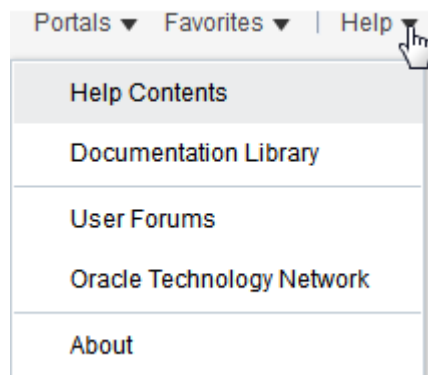 Portals ▼ Favorites ▼ | Help ▼
Help Contents
Documentation Library
User Forums
Oracle Technology Network
About